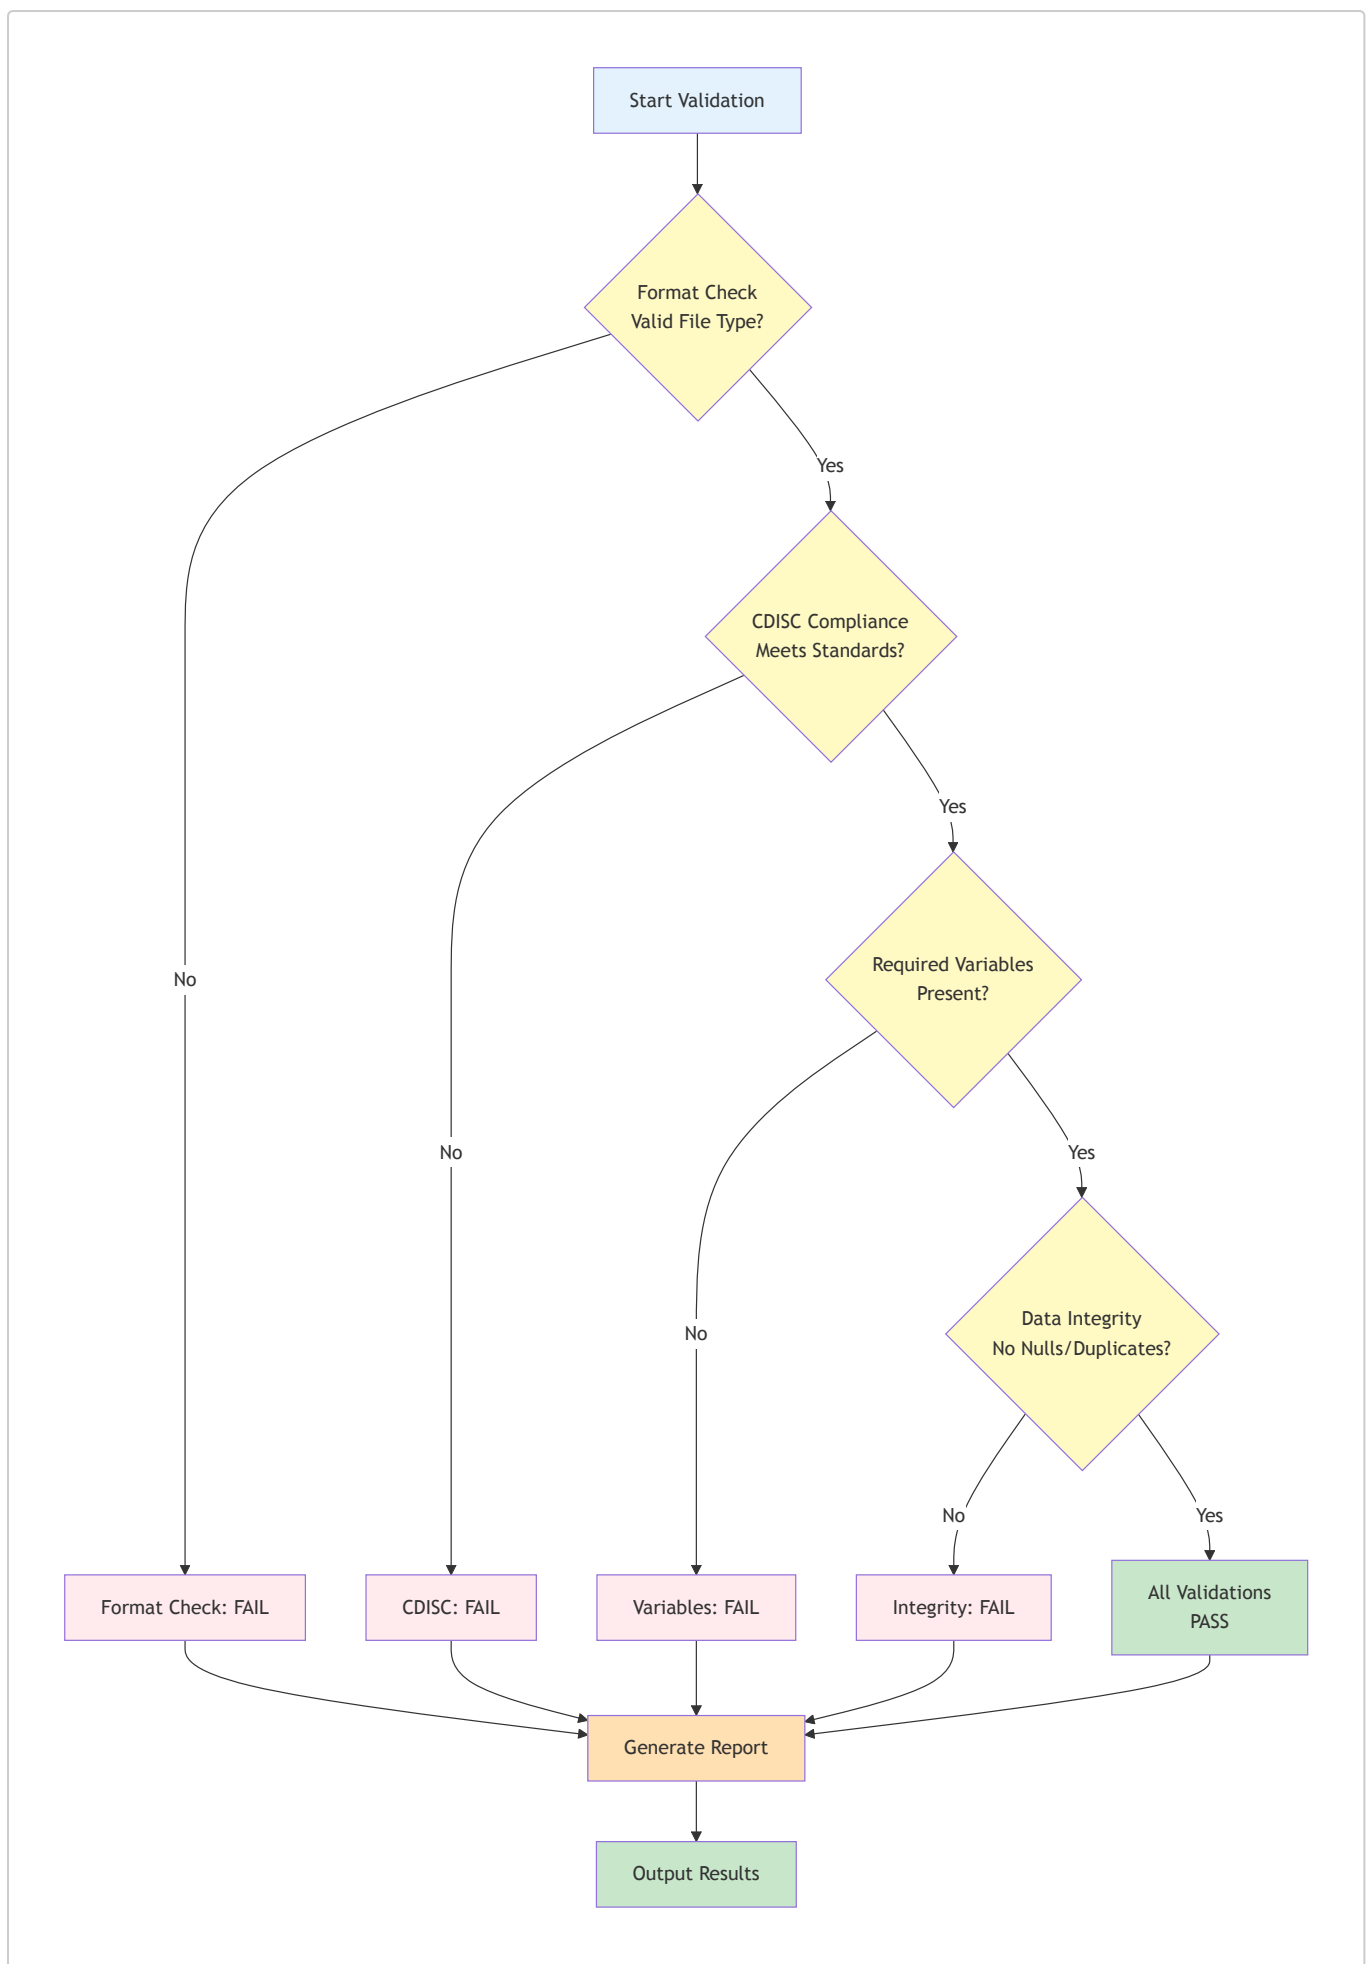 Start Validation
Format Check
Valid File Type?
Yes
CDISC Compliance
Meets Standards?
Yes
Required Variables
Present?
No
No
Yes
Data Integrity
No Nulls/Duplicates?
No
No
Yes
Format Check: FAIL
CDISC: FAIL
Variables: FAIL
Integrity: FAIL
All Validations
PASS
Generate Report
Output Results